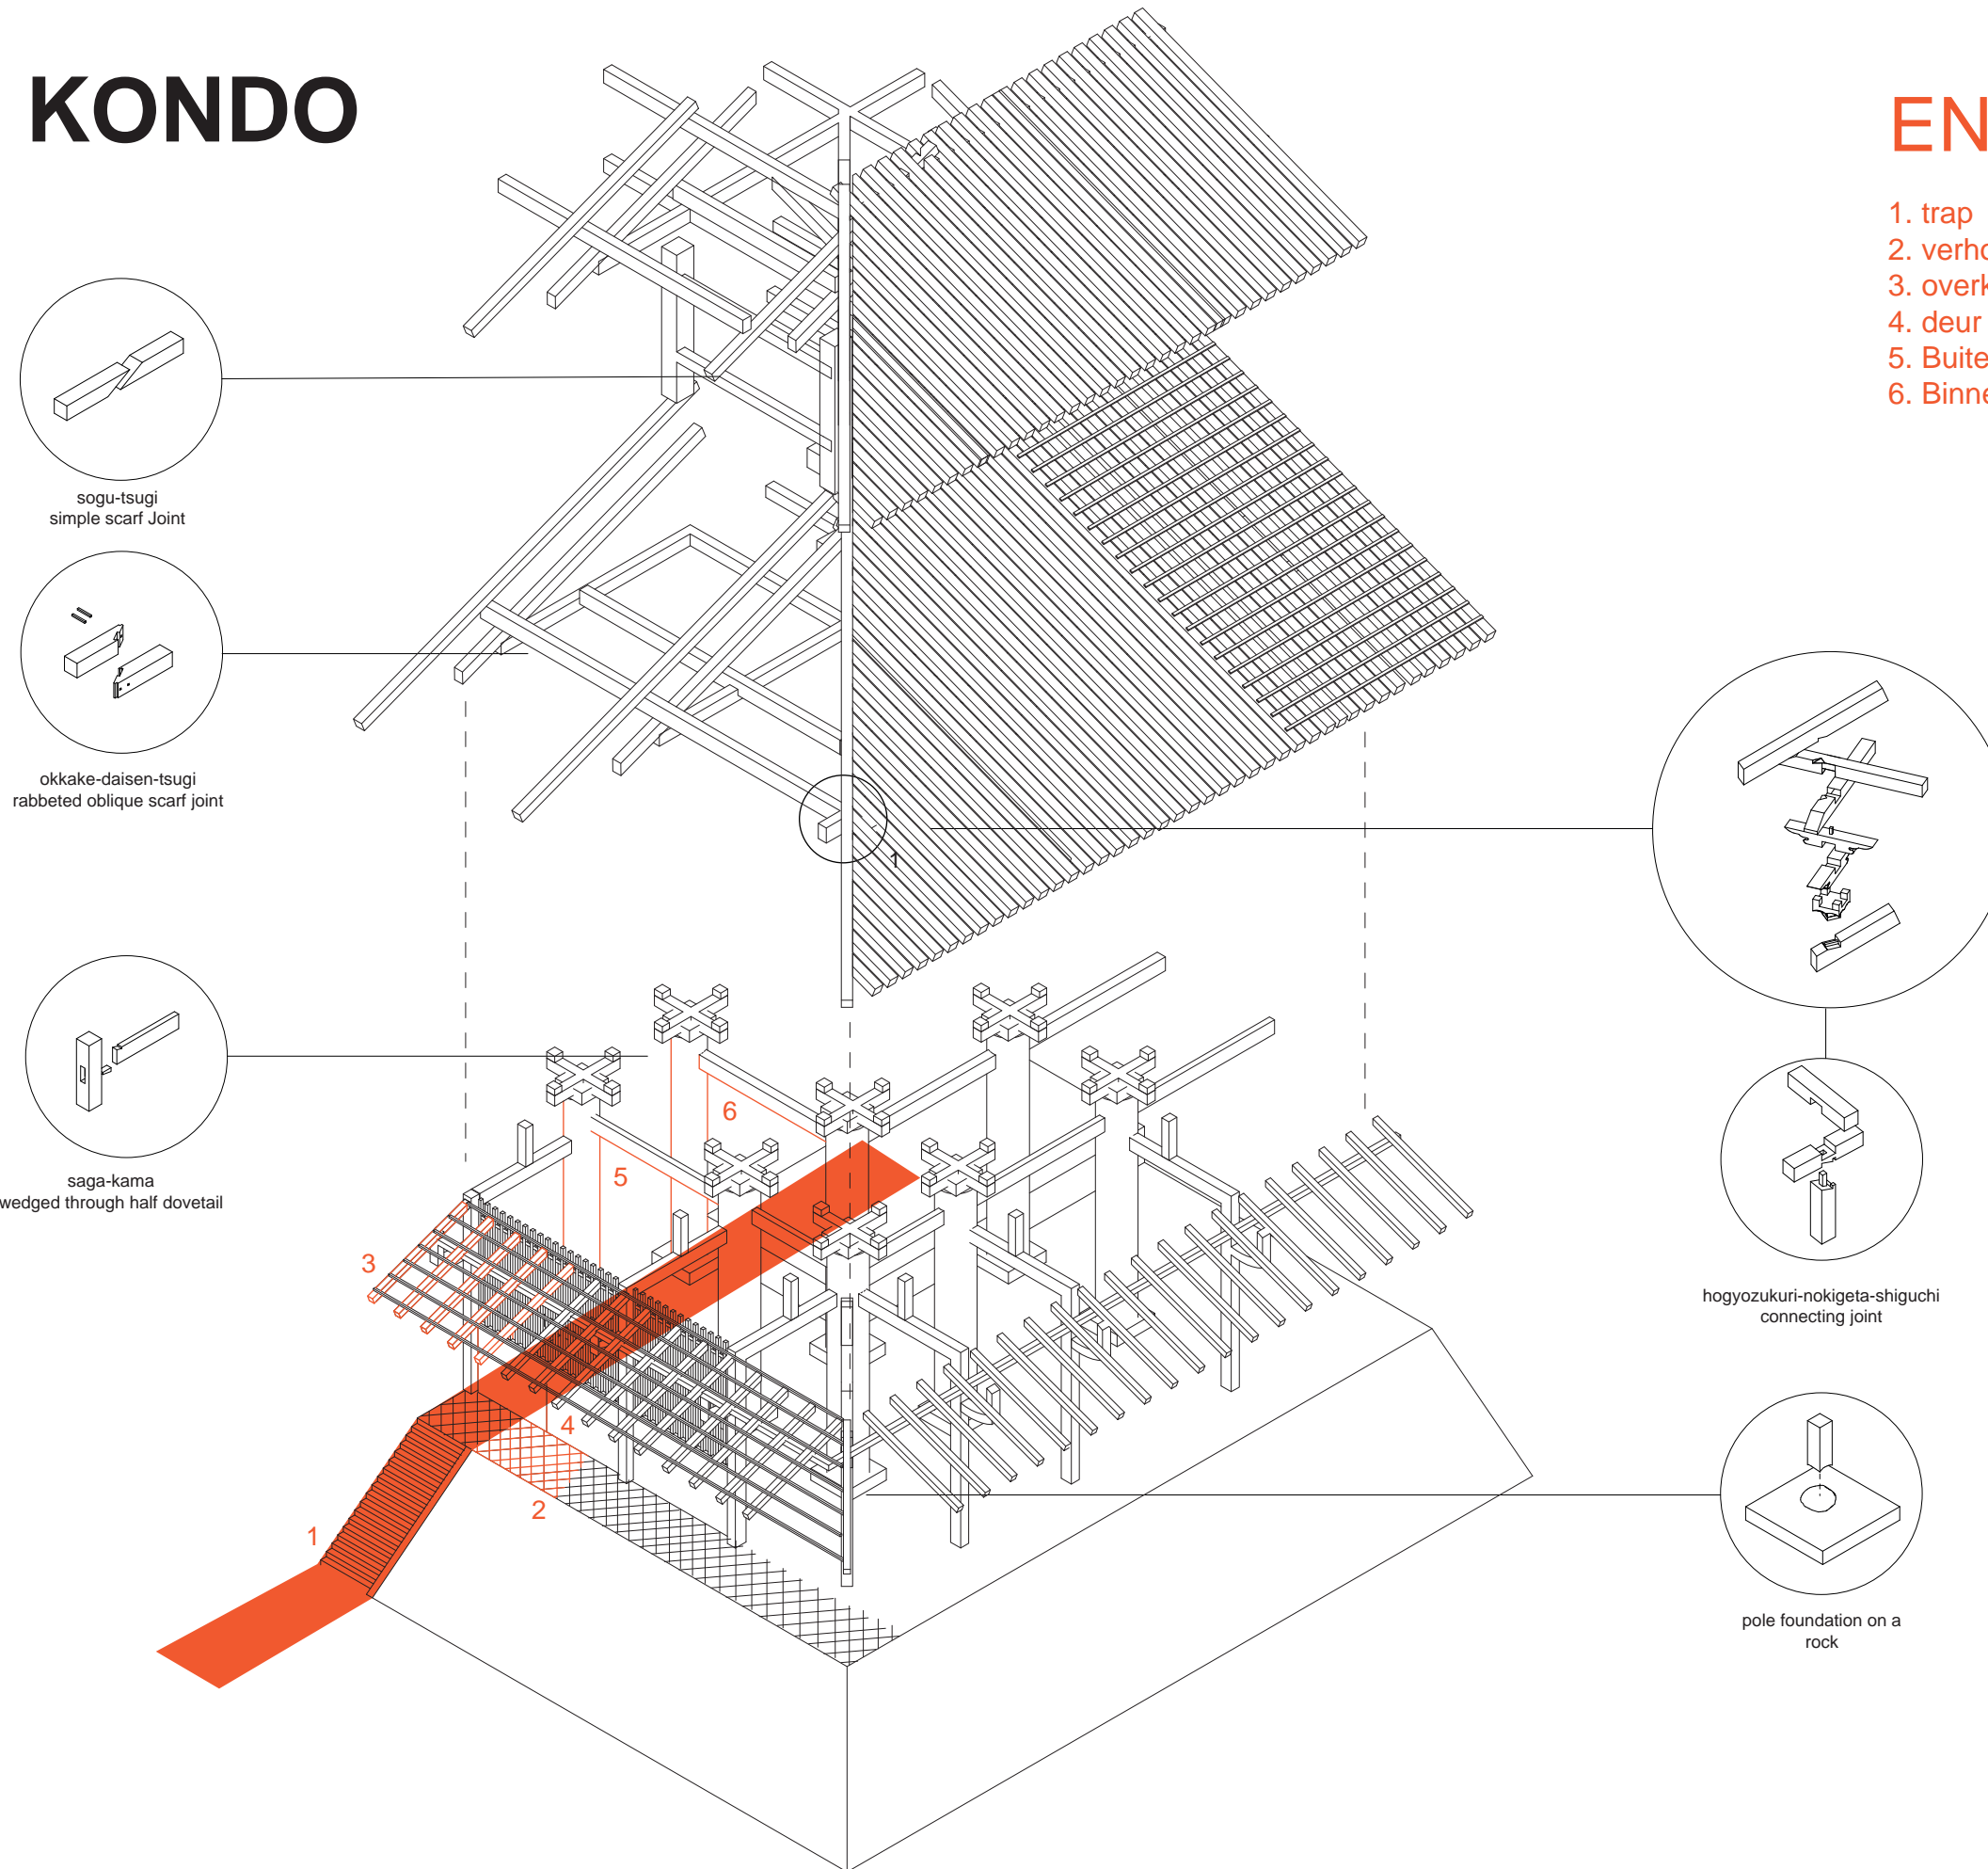 KONDO
EN
1. trap
2. verho
3. overk
4. deur
5. Buite
6. Binne
sogu-tsugi
simple scarf Joint
okkake-daisen-tsugi
rabbeted oblique scarf joint
1
saga-kama
wedged through half dovetail
6
5
3
4
2
1
hogyozukuri-nokigeta-shiguchi
connecting joint
pole foundation on a
rock